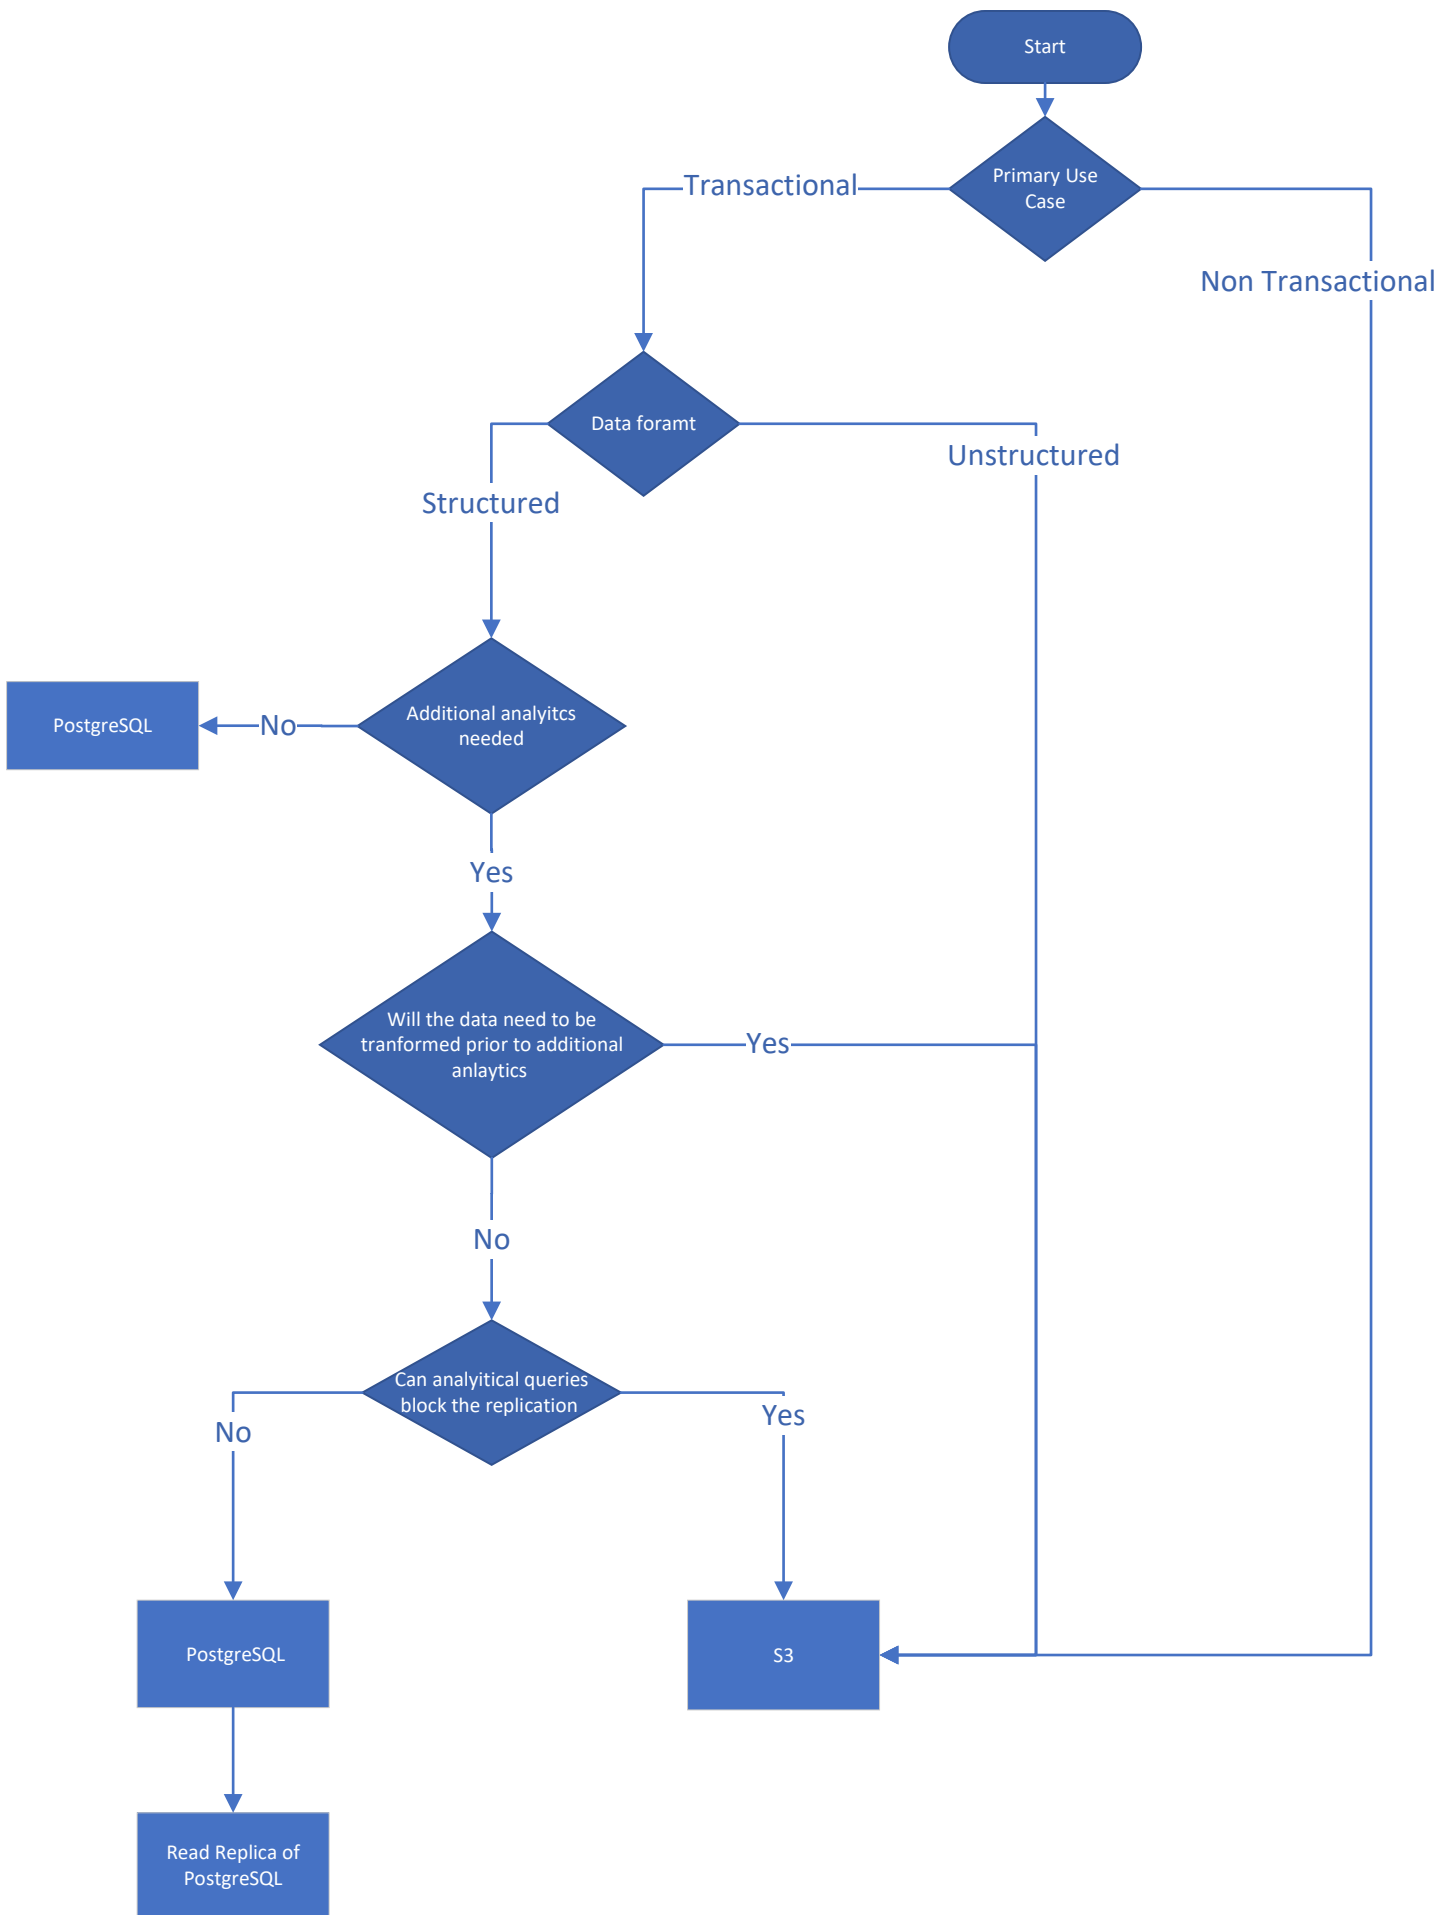 Start
Primary Use
Case
Transactional
Non Transactional
Data foramt
Unstructured
Structured
Additional analyitcs
needed
No
PostgreSQL
Yes
Will the data need to be
tranformed prior to additional
anlaytics
Yes
No
Can analyitical queries
block the replication
No
Yes
PostgreSQL
S3
Read Replica of
PostgreSQL